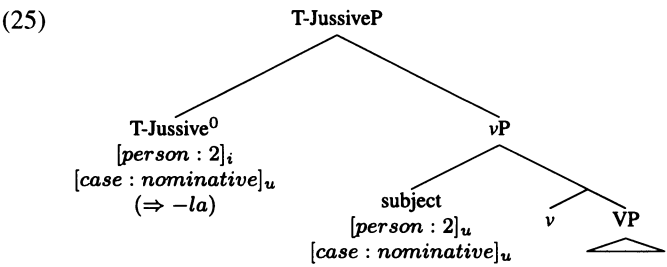 (25)
T-JussiveP
T-Jussive⁰
vP
[person : 2]ᵢ
[case : nominative]ᵤ
(⇒ −la)
subject
v
VP
[person : 2]ᵤ
[case : nominative]ᵤ